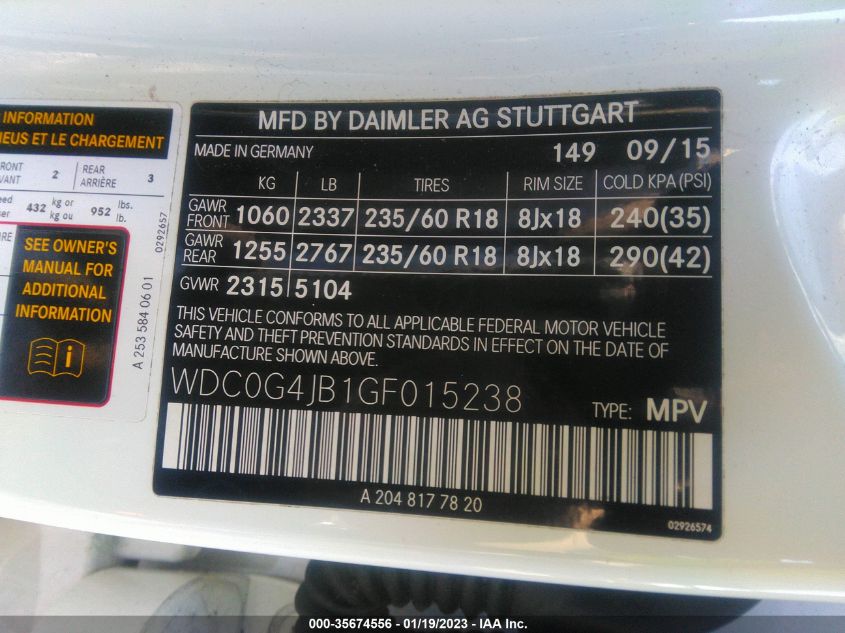 INFORMATION
NEUS ET LE CHARGEMENT
FRONT 2 REAR 3
AVANT ARRIÈRE
432 kg or 952 lbs.
kg ou lb.
SEE OWNER'S
MANUAL FOR
ADDITIONAL
INFORMATION
A 253 584 06 01
0292657
MFD BY DAIMLER AG STUTTGART
MADE IN GERMANY 149 09/15
KG LB TIRES RIM SIZE COLD KPA (PSI)
GAWR FRONT 1060 2337 235/60 R18 8Jx18 240(35)
GAWR REAR 1255 2767 235/60 R18 8Jx18 290(42)
GVWR 2315 5104
THIS VEHICLE CONFORMS TO ALL APPLICABLE FEDERAL MOTOR VEHICLE
SAFETY AND THEFT PREVENTION STANDARDS IN EFFECT ON THE DATE OF
MANUFACTURE SHOWN ABOVE.
WDC0G4JB1GF015238 TYPE: MPV
A 204 817 78 20
02926574
000-35674556 - 01/19/2023 - IAA Inc.